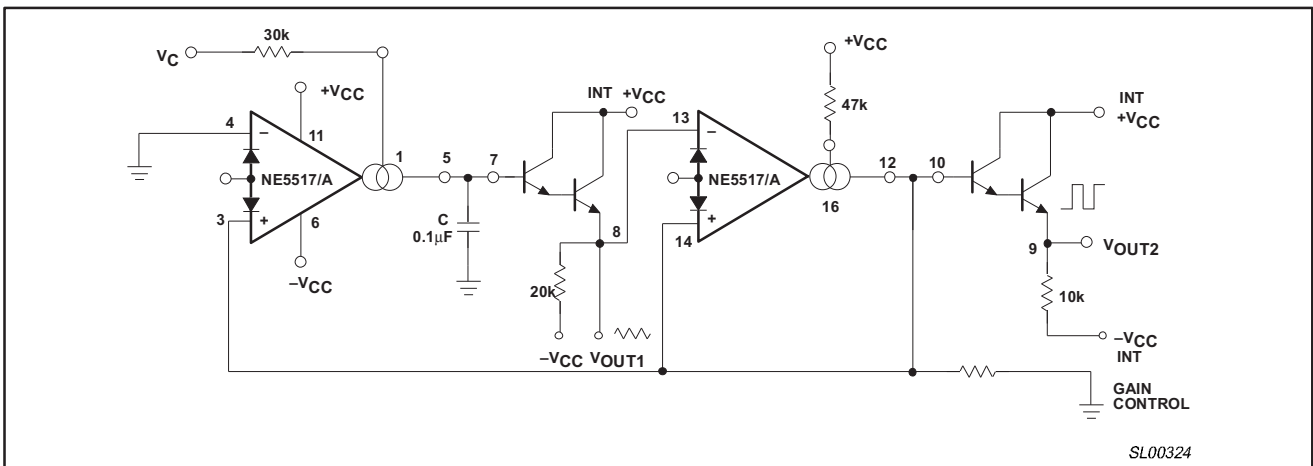 30k
VC
+VCC
4
–
11
NE5517/A
1
5
7
3
+
6
–VCC
C
0.1µF
INT +VCC
8
20k
–VCC VOUT1
13
–
NE5517/A
14
+
+VCC
47k
16
12
10
INT
+VCC
9
VOUT2
10k
–VCC
INT
GAIN
CONTROL
SL00324